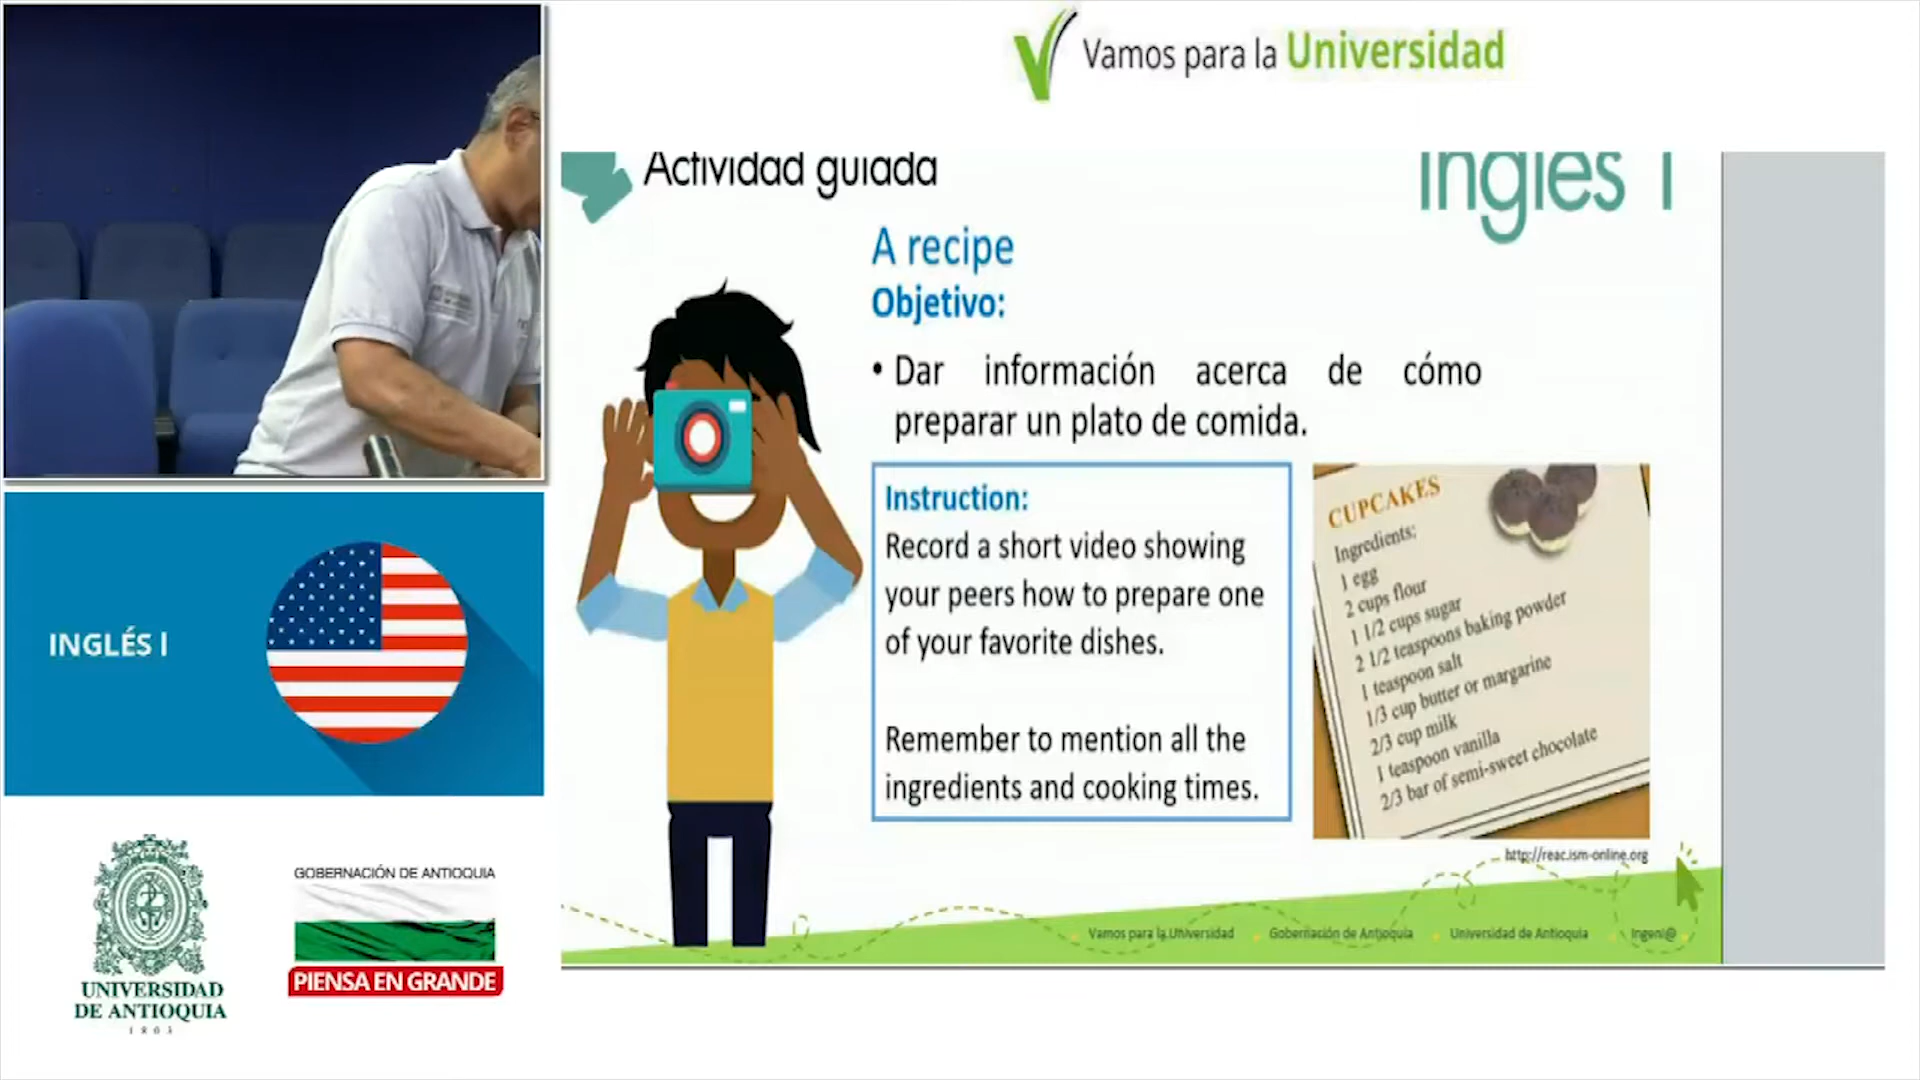 Vamos para la Universidad
Actividad guiada
Inglés I
A recipe
Objetivo:
• Dar información acerca de cómo
preparar un plato de comida.
Instruction:
Record a short video showing
your peers how to prepare one
of your favorite dishes.
Remember to mention all the
ingredients and cooking times.
CUPCAKES
Ingredients:
1 egg
2 cups flour
1 1/2 cups sugar
2 1/2 teaspoons baking powder
1 teaspoon salt
1/3 cup butter or margarine
2/3 cup milk
1 teaspoon vanilla
2/3 bar of semi-sweet chocolate
http://reac.ism-online.org
Vamos para la Universidad
Gobernación de Antioquia
Universidad de Antioquia
Ingeni@
INGLÉS I
UNIVERSIDAD
DE ANTIOQUIA
1803
GOBERNACIÓN DE ANTIOQUIA
PIENSA EN GRANDE